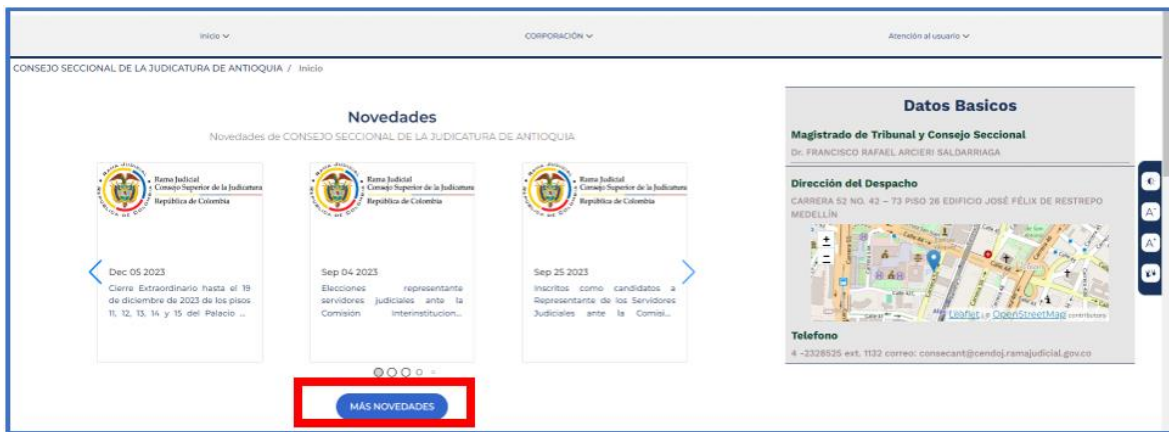 Inicio
CORPORACIÓN
Atención al usuario
CONSEJO SECCIONAL DE LA JUDICATURA DE ANTIOQUIA / Inicio
Novedades
Novedades de CONSEJO SECCIONAL DE LA JUDICATURA DE ANTIOQUIA
Rama Judicial
Consejo Superior de la Judicatura
República de Colombia
Dec 05 2023
Cierre Extraordinario hasta el 19
de diciembre de 2023 de los pisos
11, 12, 13, 14 y 15 del Palacio ...
Rama Judicial
Consejo Superior de la Judicatura
República de Colombia
Sep 04 2023
Elecciones representante
servidores judiciales ante la
Comisión Interinstitucion...
Rama Judicial
Consejo Superior de la Judicatura
República de Colombia
Sep 25 2023
Inscritos como candidatos a
Representante de los Servidores
Judiciales ante la Comisi...
MÁS NOVEDADES
Datos Basicos
Magistrado de Tribunal y Consejo Seccional
Dr. FRANCISCO RAFAEL ARCIERI SALDARRIAGA
Dirección del Despacho
CARRERA 52 NO. 42 – 73 PISO 26 EDIFICIO JOSÉ FÉLIX DE RESTREPO
MEDELLÍN
+
−
Leaflet | © OpenStreetMap contributors
Telefono
4 -2328525 ext. 1132 correo: consecant@cendoj.ramajudicial.gov.co